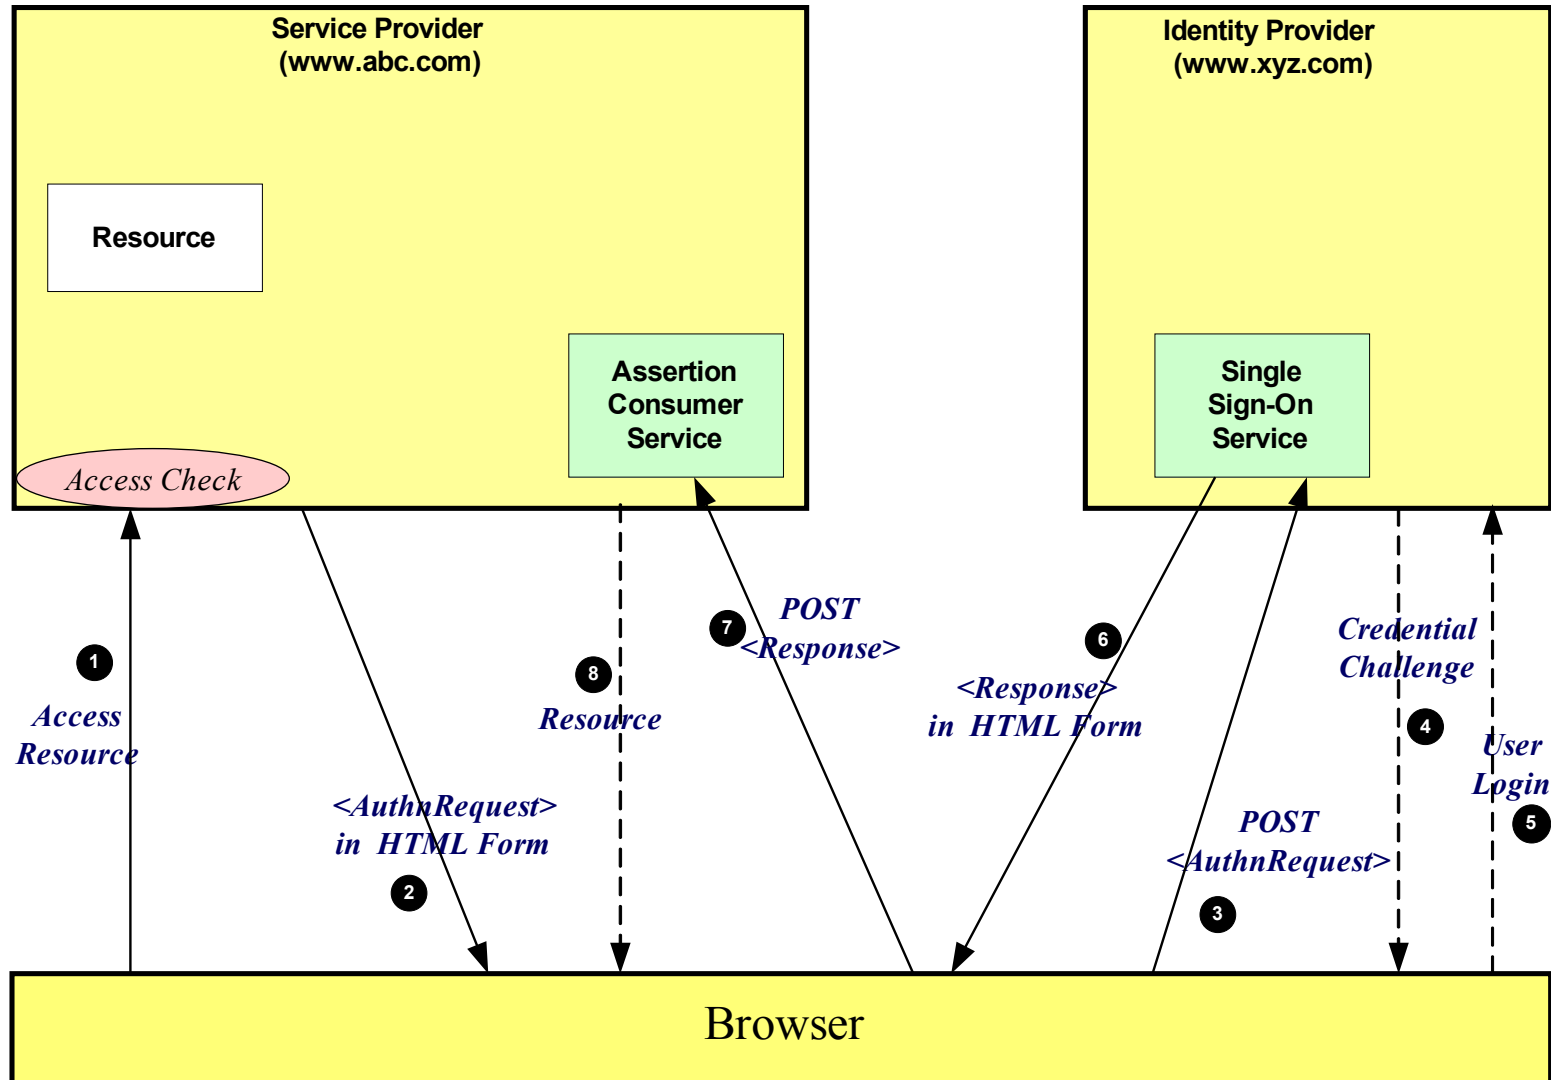 Service Provider
(www.abc.com)
Identity Provider
(www.xyz.com)
Resource
Assertion
Consumer
Service
Single
Sign-On
Service
Access Check
1
Access
Resource
<AuthnRequest>
in HTML Form
2
8
Resource
7
POST
<Response>
6
<Response>
in HTML Form
POST
<AuthnRequest>
3
Credential
Challenge
4
User
Login
5
Browser